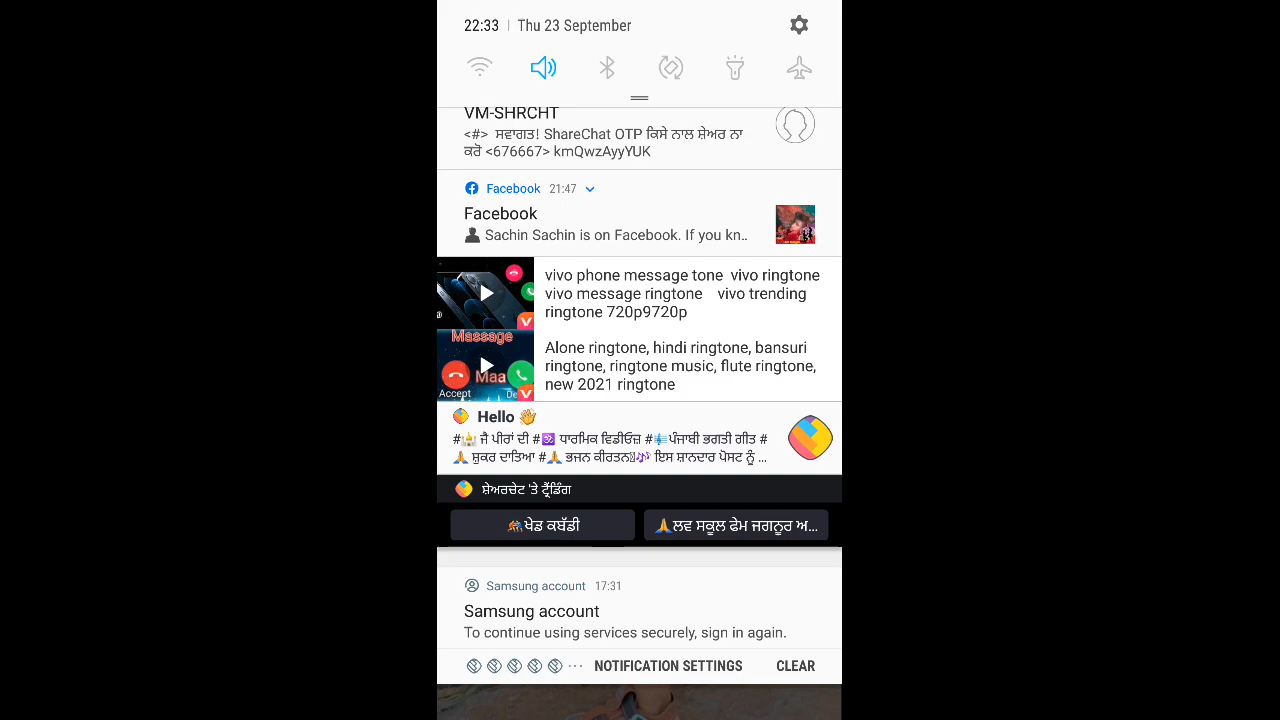 22:33 | Thu 23 September
VM-SHRCHT
<#> ਸਵਾਗਤ! ShareChat OTP ਕਿਸੇ ਨਾਲ ਸ਼ੇਅਰ ਨਾ
ਕਰੋ <676667> kmQwzAyyYUK
Facebook 21:47
Facebook
Sachin Sachin is on Facebook. If you kn..
vivo phone message tone vivo ringtone
vivo message ringtone vivo trending
ringtone 720p9720p
Massage
Maa
Accept De
Alone ringtone, hindi ringtone, bansuri
ringtone, ringtone music, flute ringtone,
new 2021 ringtone
Hello 👋
#🤴 ਜੈ ਪੀਰਾਂ ਦੀ #🕉 ਧਾਰਮਿਕ ਵਿਡੀਓਜ਼ #🎼ਪੰਜਾਬੀ ਭਗਤੀ ਗੀਤ #
🙏 ਸ਼ੁਕਰ ਦਾਤਿਆ #🙏 ਭਜਨ ਕੀਰਤਨ🎶 ਇਸ ਸ਼ਾਨਦਾਰ ਪੋਸਟ ਨੂੰ ...
ਸ਼ੇਅਰਚੇਟ 'ਤੇ ਟ੍ਰੈਂਡਿੰਗ
ਖੇਡ ਕਬੱਡੀ
🙏ਲਵ ਸਕੂਲ ਫੇਮ ਜਗਨੂਰ ਅ...
Samsung account 17:31
Samsung account
To continue using services securely, sign in again.
NOTIFICATION SETTINGS CLEAR